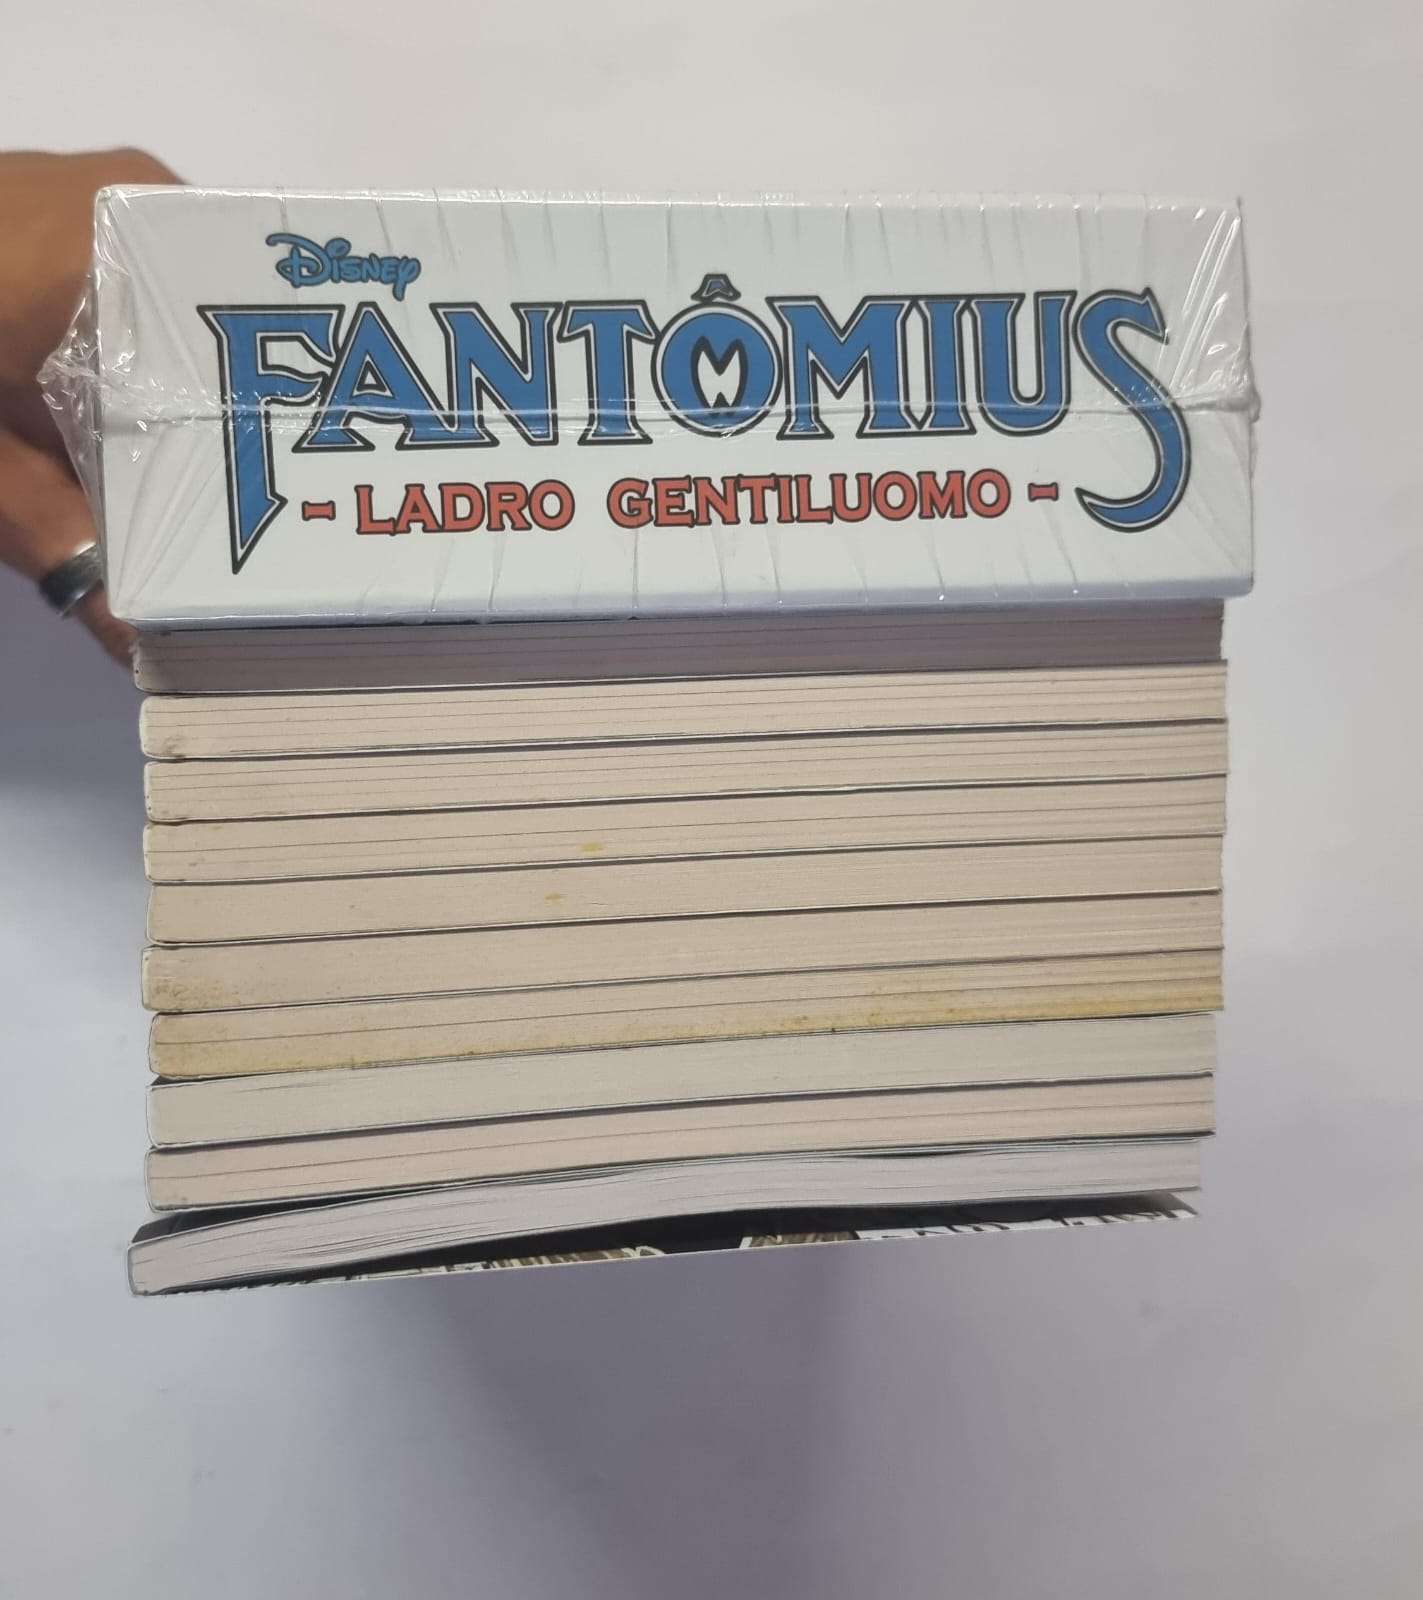 Disney
FANTÔMIUS
- LADRO GENTILUOMO -